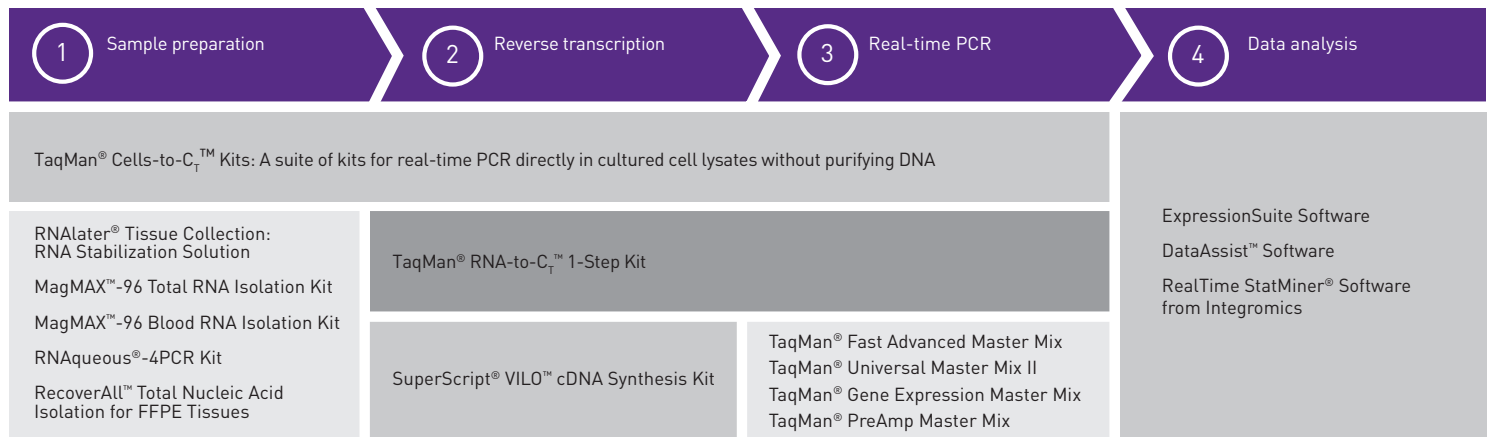 1 Sample preparation
2 Reverse transcription
3 Real-time PCR
4 Data analysis
TaqMan® Cells-to-CT™ Kits: A suite of kits for real-time PCR directly in cultured cell lysates without purifying DNA
RNAlater® Tissue Collection:
RNA Stabilization Solution
MagMAX™-96 Total RNA Isolation Kit
MagMAX™-96 Blood RNA Isolation Kit
RNAqueous®-4PCR Kit
RecoverAll™ Total Nucleic Acid
Isolation for FFPE Tissues
TaqMan® RNA-to-CT™ 1-Step Kit
SuperScript® VILO™ cDNA Synthesis Kit
TaqMan® Fast Advanced Master Mix
TaqMan® Universal Master Mix II
TaqMan® Gene Expression Master Mix
TaqMan® PreAmp Master Mix
ExpressionSuite Software
DataAssist™ Software
RealTime StatMiner® Software
from Integromics